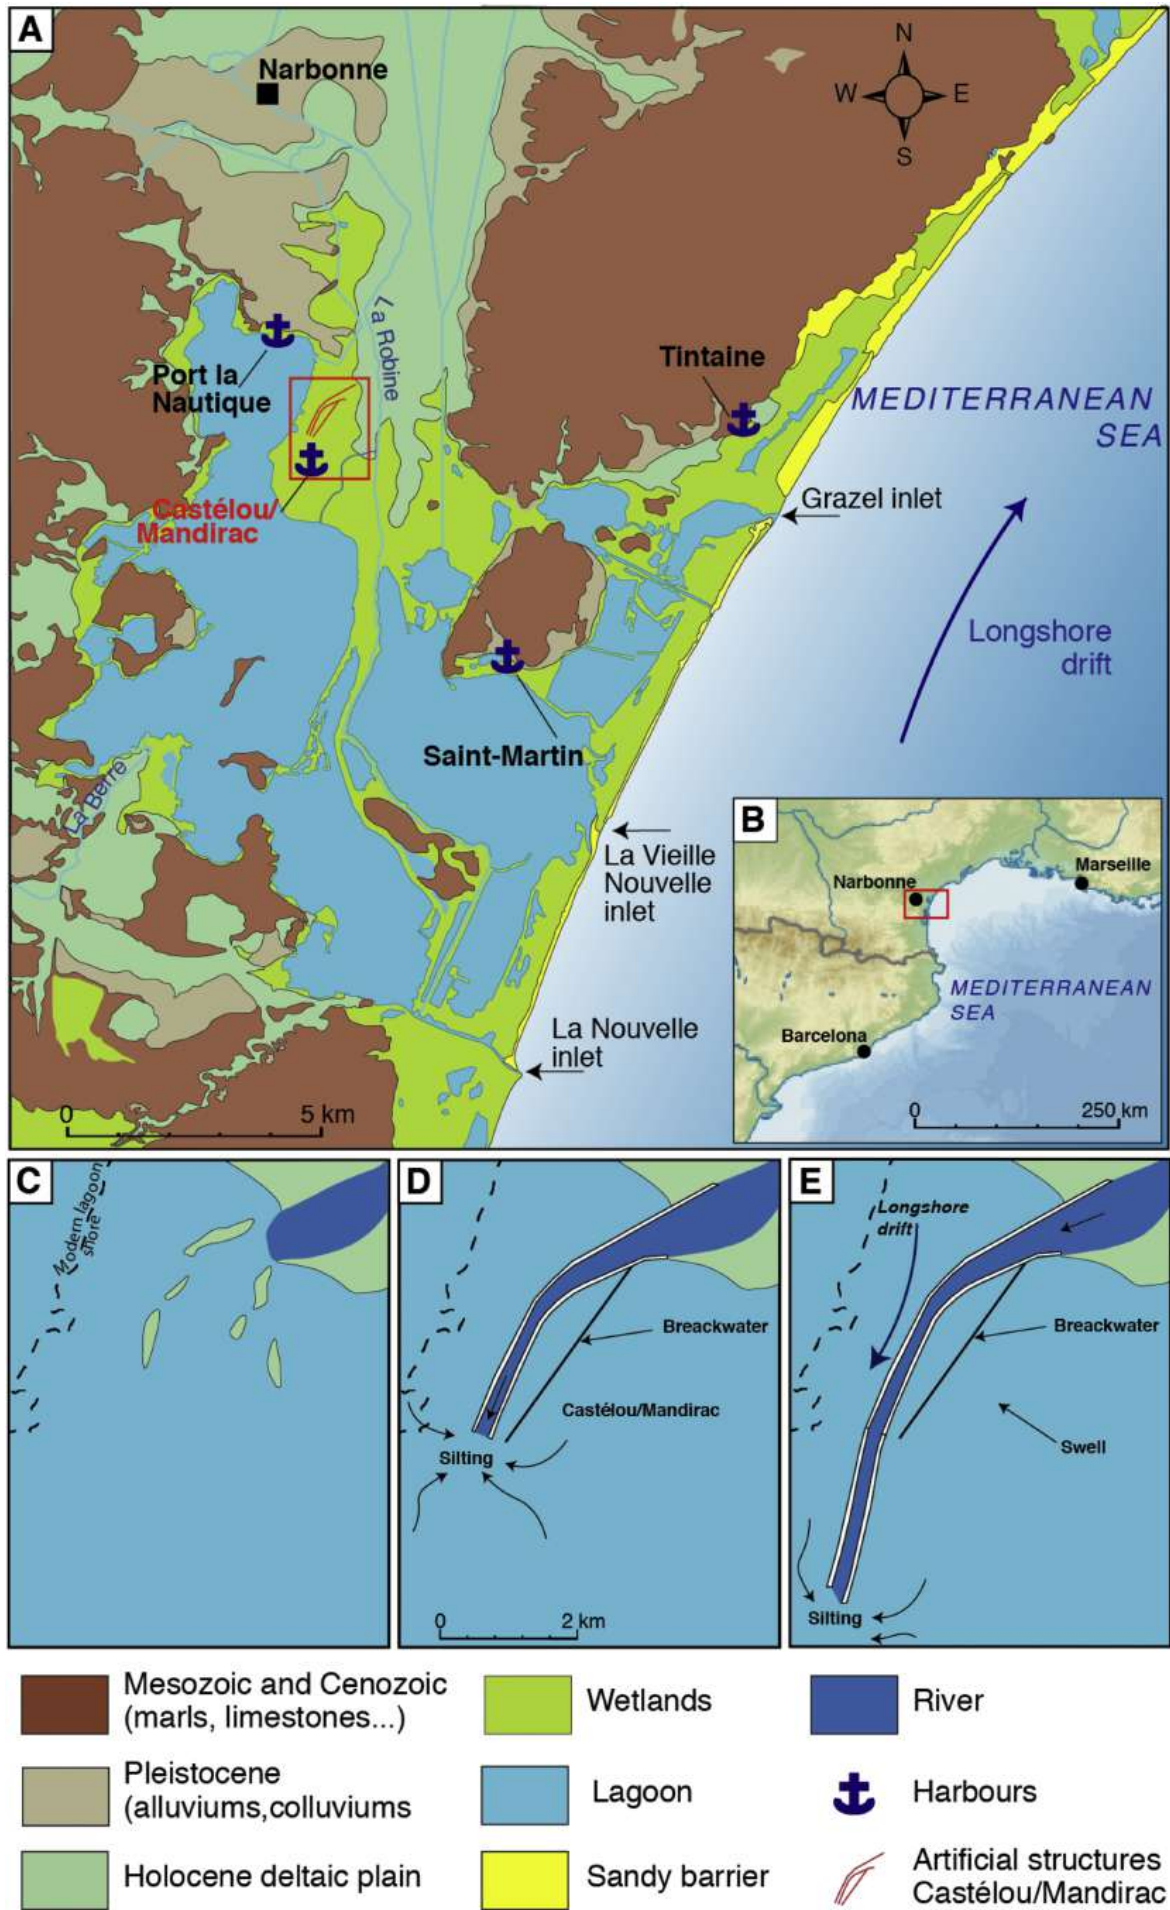 A
Narbonne
N
W
E
S
La Robine
Port la
Nautique
Tintaine
MEDITERRANEAN
SEA
Castélou/
Mandirac
Grazel inlet
Longshore
drift
Saint-Martin
La Berre
La Vieille
Nouvelle
inlet
La Nouvelle
inlet
0
5 km
B
Marseille
Narbonne
MEDITERRANEAN
SEA
Barcelona
0
250 km
C
Modern lagoon
shore
D
Breackwater
Castélou/Mandirac
Silting
0
2 km
E
Longshore
drift
Breackwater
Swell
Silting
Mesozoic and Cenozoic
(marls, limestones...)
Wetlands
River
Pleistocene
(alluviums,colluviums
Lagoon
Harbours
Holocene deltaic plain
Sandy barrier
Artificial structures
Castélou/Mandirac